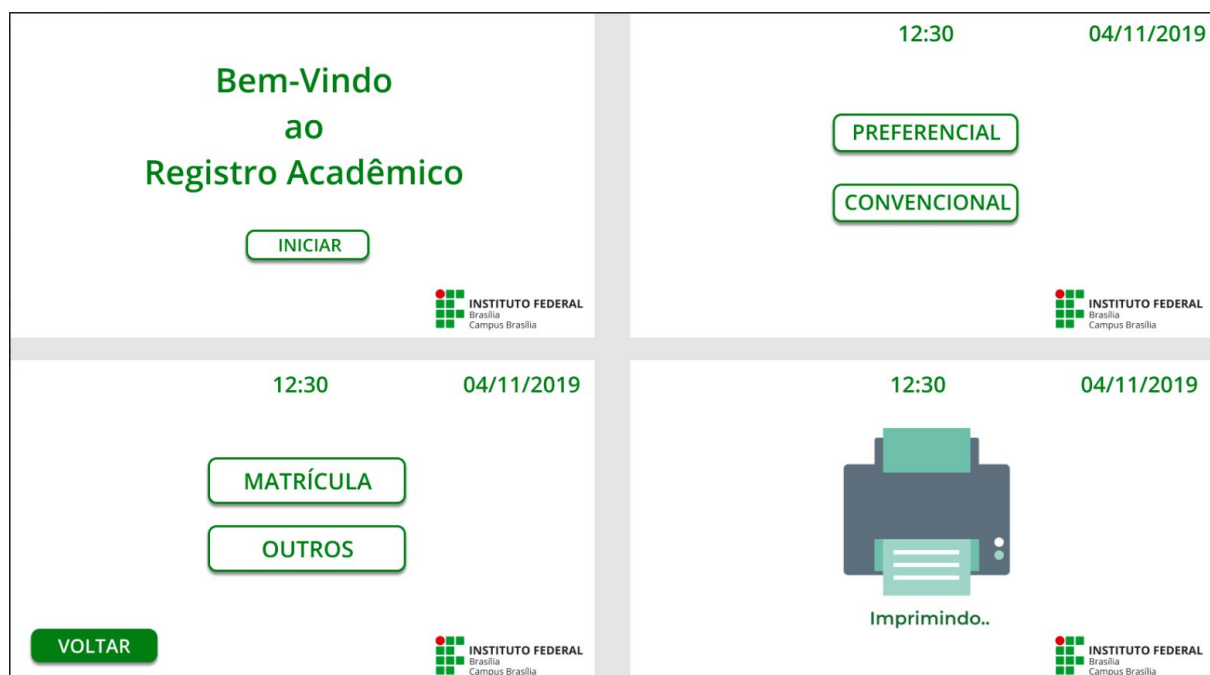 Bem-Vindo
ao
Registro Acadêmico
INICIAR
INSTITUTO FEDERAL
Brasília
Campus Brasília
12:30 04/11/2019
PREFERENCIAL
CONVENCIONAL
INSTITUTO FEDERAL
Brasília
Campus Brasília
12:30 04/11/2019
MATRÍCULA
OUTROS
VOLTAR
INSTITUTO FEDERAL
Brasília
Campus Brasília
12:30 04/11/2019
Imprimindo..
INSTITUTO FEDERAL
Brasília
Campus Brasília